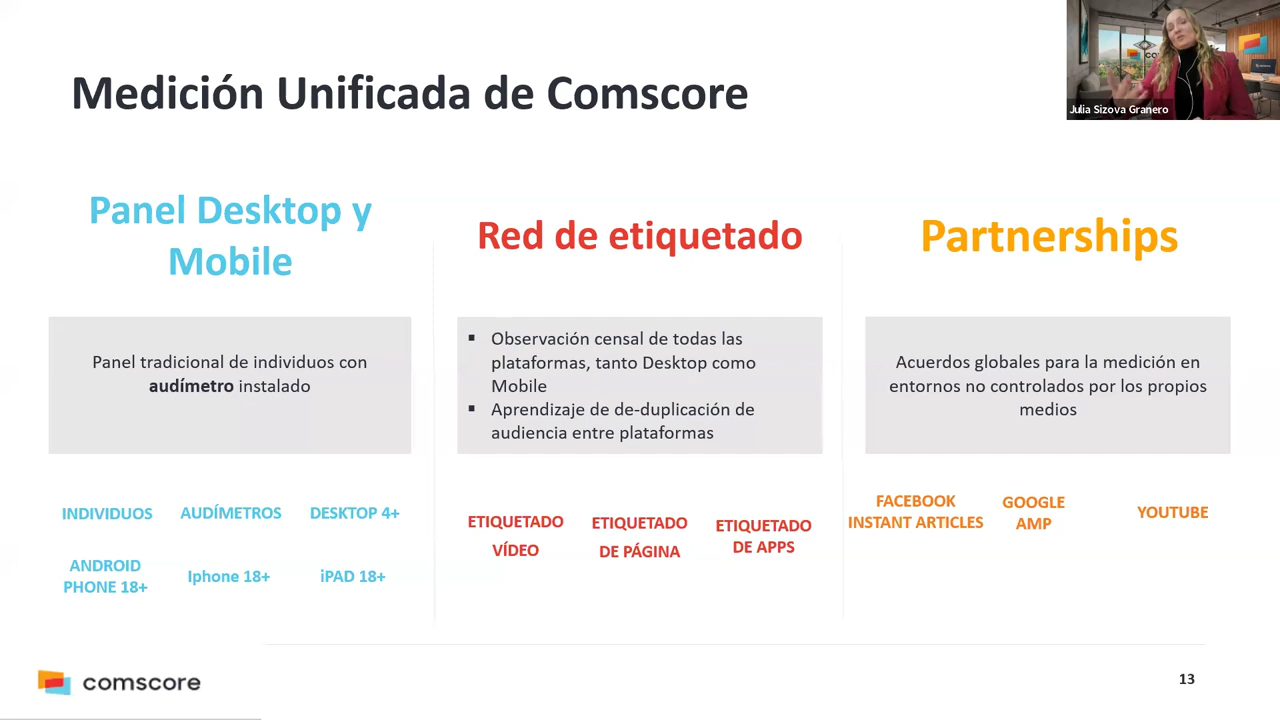 Medición Unificada de Comscore
Julia Sizova Granero
Panel Desktop y
Mobile
Panel tradicional de individuos con
audímetro instalado
INDIVIDUOS
AUDÍMETROS
DESKTOP 4+
ANDROID
PHONE 18+
Iphone 18+
iPAD 18+
Red de etiquetado
▪ Observación censal de todas las
plataformas, tanto Desktop como
Mobile
▪ Aprendizaje de de-duplicación de
audiencia entre plataformas
ETIQUETADO
VÍDEO
ETIQUETADO
DE PÁGINA
ETIQUETADO
DE APPS
Partnerships
Acuerdos globales para la medición en
entornos no controlados por los propios
medios
FACEBOOK
INSTANT ARTICLES
GOOGLE
AMP
YOUTUBE
comscore
13